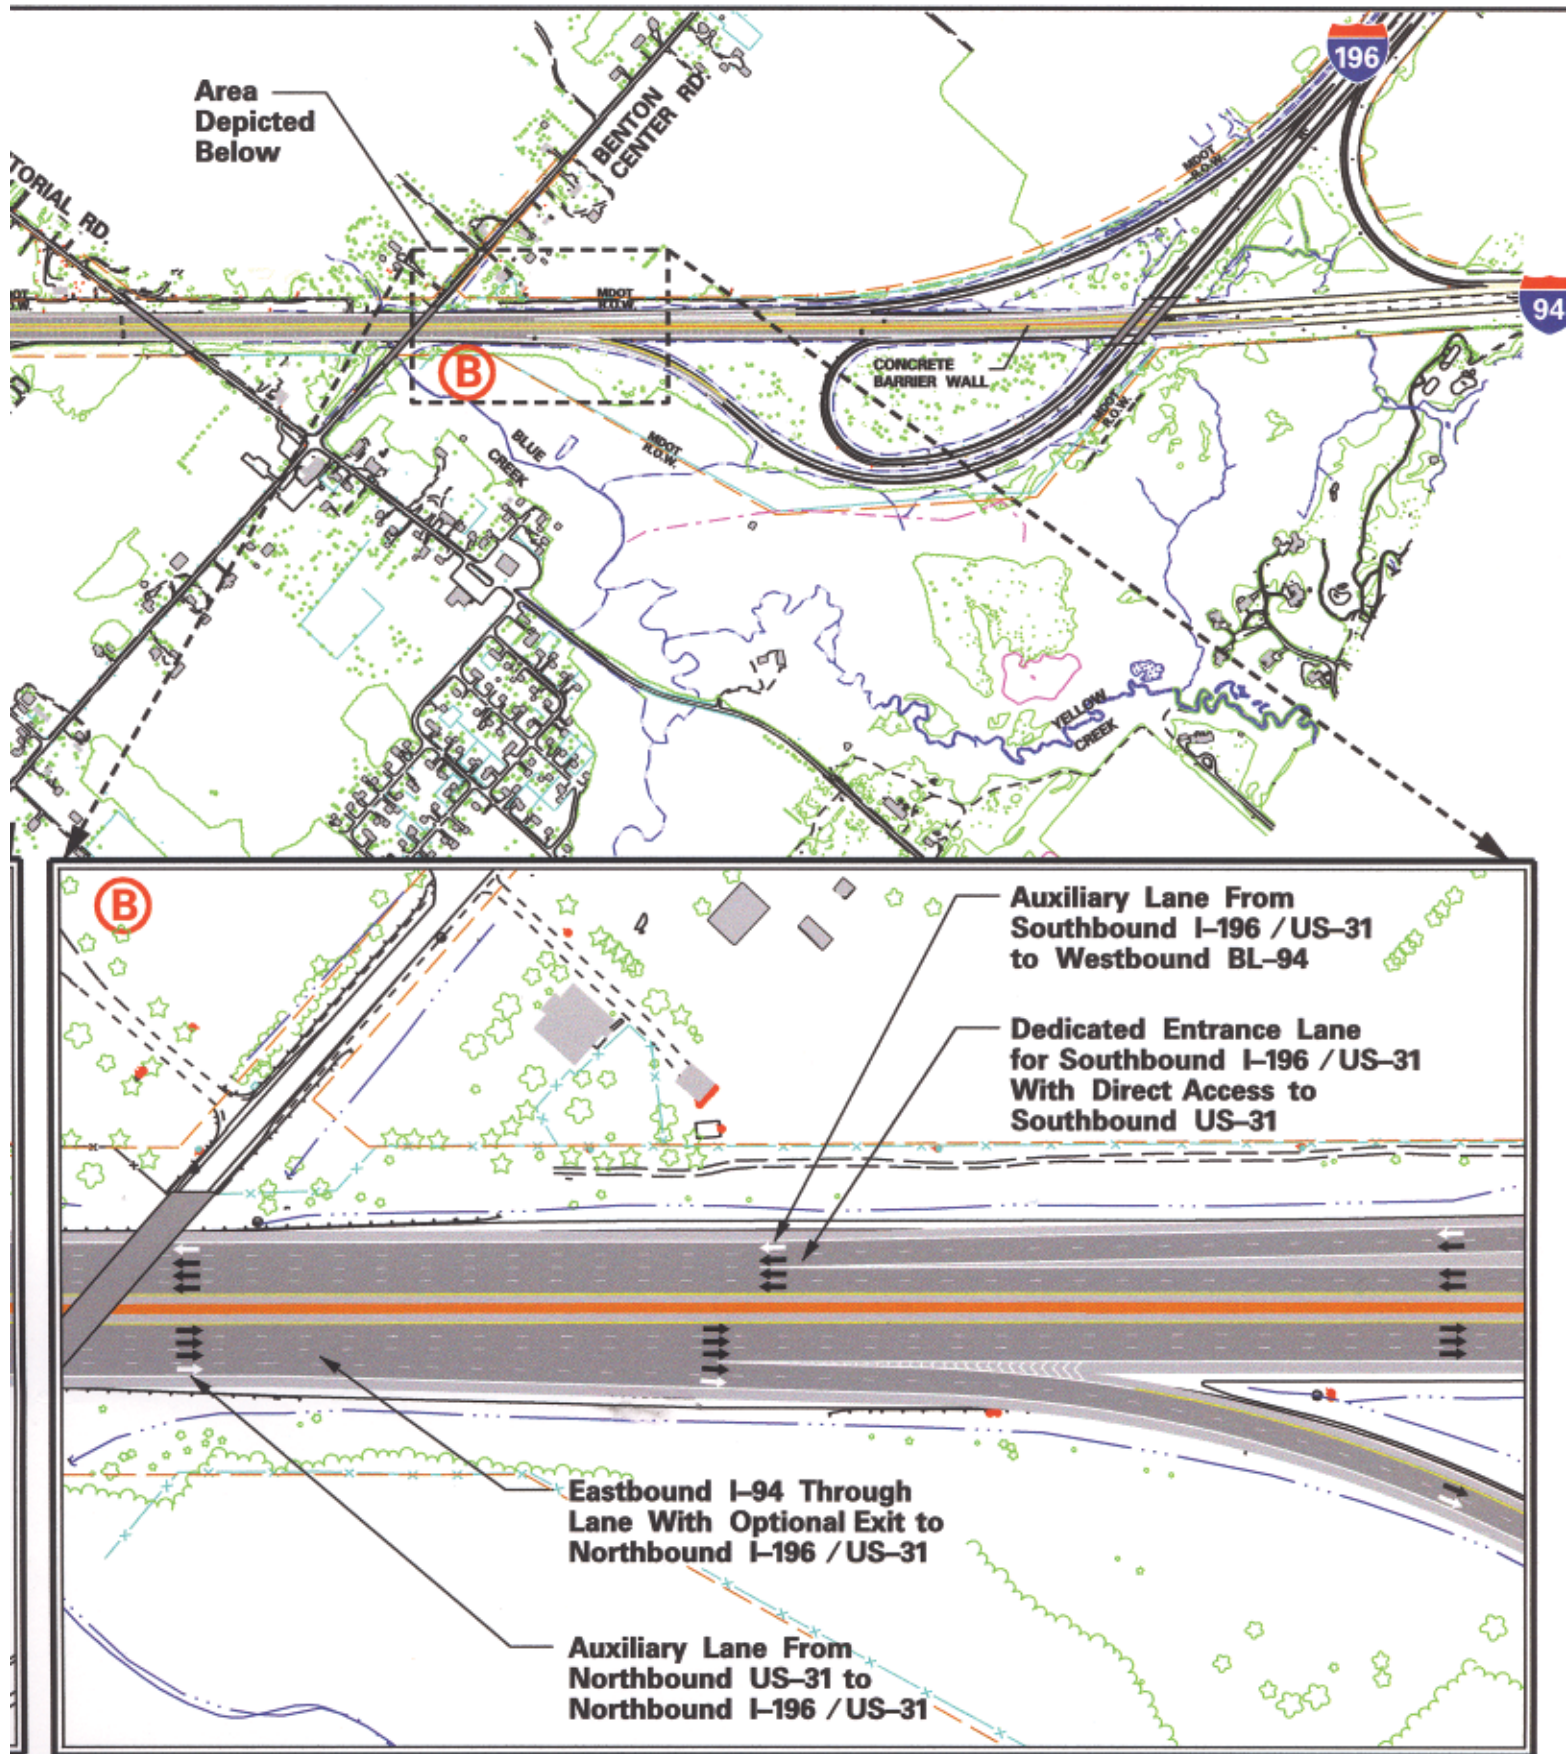 196
Area
Depicted
Below
BENTON
CENTER RD.
TORIAL RD.
MDOT
R.O.W.
94
MDOT
R.O.W.
CONCRETE
BARRIER WALL
B
MDOT
R.O.W.
BLUE
CREEK
MDOT
R.O.W.
YELLOW
CREEK
B
Auxiliary Lane From
Southbound I–196 / US–31
to Westbound BL–94
Dedicated Entrance Lane
for Southbound I–196 / US–31
With Direct Access to
Southbound US–31
Eastbound I–94 Through
Lane With Optional Exit to
Northbound I–196 / US–31
Auxiliary Lane From
Northbound US–31 to
Northbound I–196 / US–31